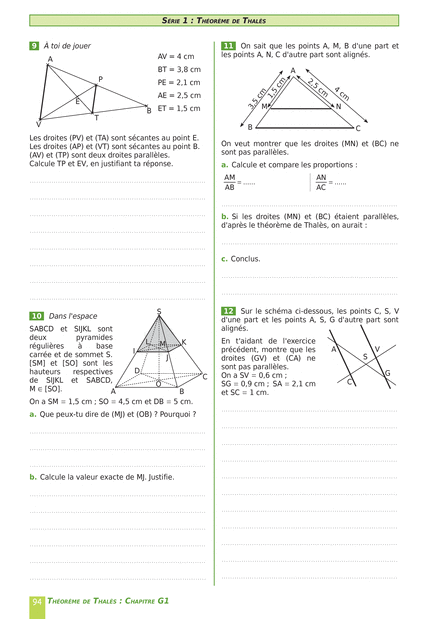 SÉRIE 1 : THÉORÈME DE THALÈS
9 À toi de jouer
AV = 4 cm
BT = 3,8 cm
PE = 2,1 cm
AE = 2,5 cm
ET = 1,5 cm
A
P
E
B
T
V
Les droites (PV) et (TA) sont sécantes au point E.
Les droites (AP) et (VT) sont sécantes au point B.
(AV) et (TP) sont deux droites parallèles.
Calcule TP et EV, en justifiant ta réponse.
10 Dans l'espace
SABCD et SIJKL sont
deux pyramides
régulières à base
carrée et de sommet S.
[SM] et [SO] sont les
hauteurs respectives
de SIJKL et SABCD,
M ∈ [SO].
S
L
M
K
I
J
D
C
O
A
B
On a SM = 1,5 cm ; SO = 4,5 cm et DB = 5 cm.
a. Que peux-tu dire de (MJ) et (OB) ? Pourquoi ?
b. Calcule la valeur exacte de MJ. Justifie.
11 On sait que les points A, M, B d'une part et
les points A, N, C d'autre part sont alignés.
A
3,5 cm
1,5 cm
2,5 cm
4 cm
M
N
B
C
On veut montrer que les droites (MN) et (BC) ne
sont pas parallèles.
a. Calcule et compare les proportions :
AM/AB = ......
AN/AC = ......
b. Si les droites (MN) et (BC) étaient parallèles,
d'après le théorème de Thalès, on aurait :
c. Conclus.
12 Sur le schéma ci-dessous, les points C, S, V
d'une part et les points A, S, G d'autre part sont
alignés.
En t'aidant de l'exercice
précédent, montre que les
droites (GV) et (CA) ne
sont pas parallèles.
On a SV = 0,6 cm ;
SG = 0,9 cm ; SA = 2,1 cm
et SC = 1 cm.
A
V
S
G
C
94 THÉORÈME DE THALÈS : CHAPITRE G1